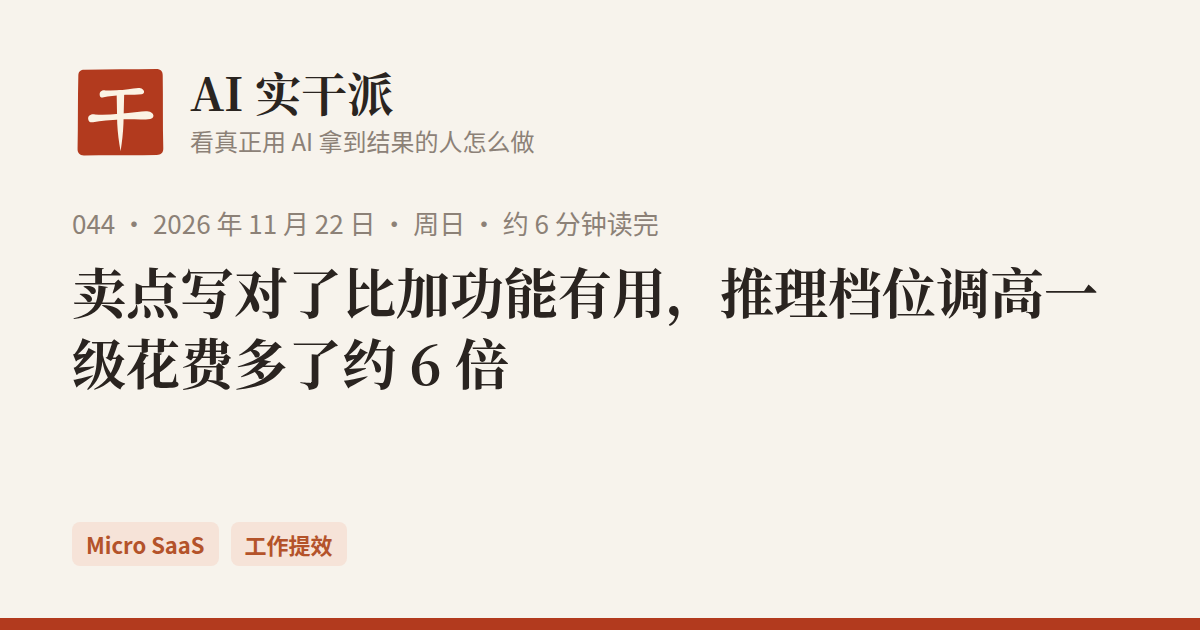 干
AI 实干派
看真正用 AI 拿到结果的人怎么做
044 · 2026 年 11 月 22 日 · 周日 · 约 6 分钟读完
卖点写对了比加功能有用，推理档位调高一
级花费多了约 6 倍
Micro SaaS
工作提效